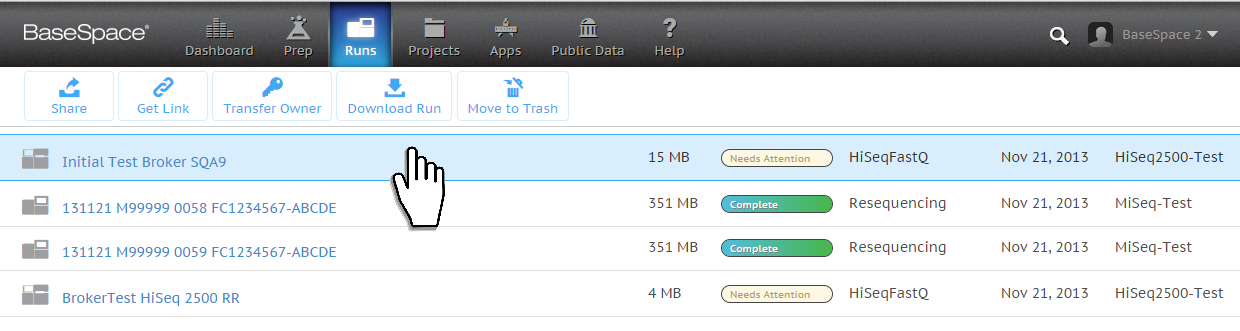 BaseSpace® Dashboard Prep Runs Projects Apps Public Data Help BaseSpace 2
Share Get Link Transfer Owner Download Run Move to Trash
Initial Test Broker SQA9 15 MB Needs Attention HiSeqFastQ Nov 21, 2013 HiSeq2500-Test
131121 M99999 0058 FC1234567-ABCDE 351 MB Complete Resequencing Nov 21, 2013 MiSeq-Test
131121 M99999 0059 FC1234567-ABCDE 351 MB Complete Resequencing Nov 21, 2013 MiSeq-Test
BrokerTest HiSeq 2500 RR 4 MB Needs Attention HiSeqFastQ Nov 21, 2013 HiSeq2500-Test